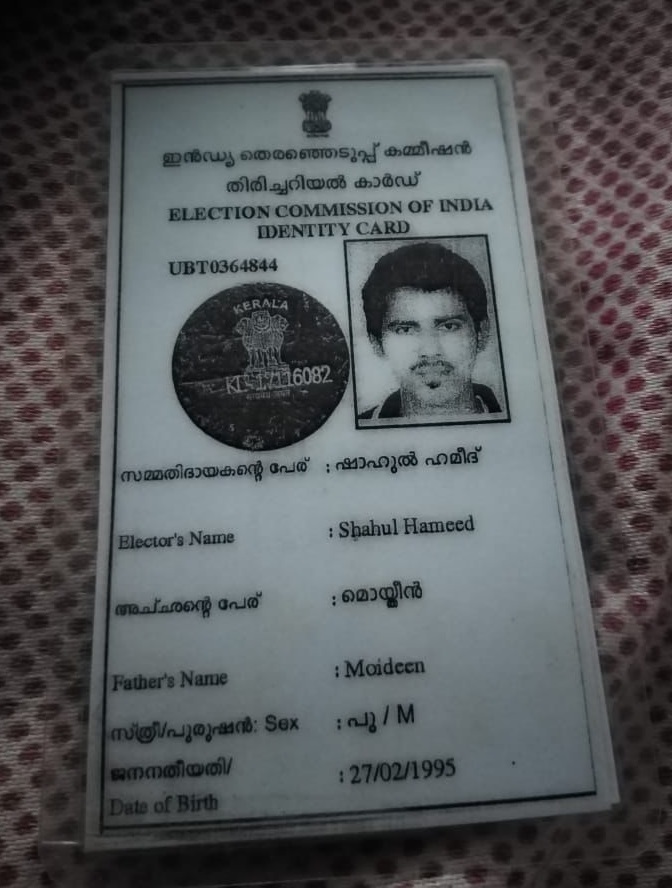 ഇൻഡ്യ തെരഞ്ഞെടുപ്പ് കമ്മീഷൻ
തിരിച്ചറിയൽ കാർഡ്
ELECTION COMMISSION OF INDIA
IDENTITY CARD
UBT0364844
KERALA
KL-17116082
സമ്മതിദായകന്റെ പേര് : ഷാഹുൽ ഹമീദ്
Elector's Name : Shahul Hameed
അച്ഛന്റെ പേര് : മൊയ്തീൻ
Father's Name : Moideen
സ്ത്രീ/പുരുഷൻ: Sex : പു / M
ജനനതീയതി/ : 27/02/1995
Date of Birth